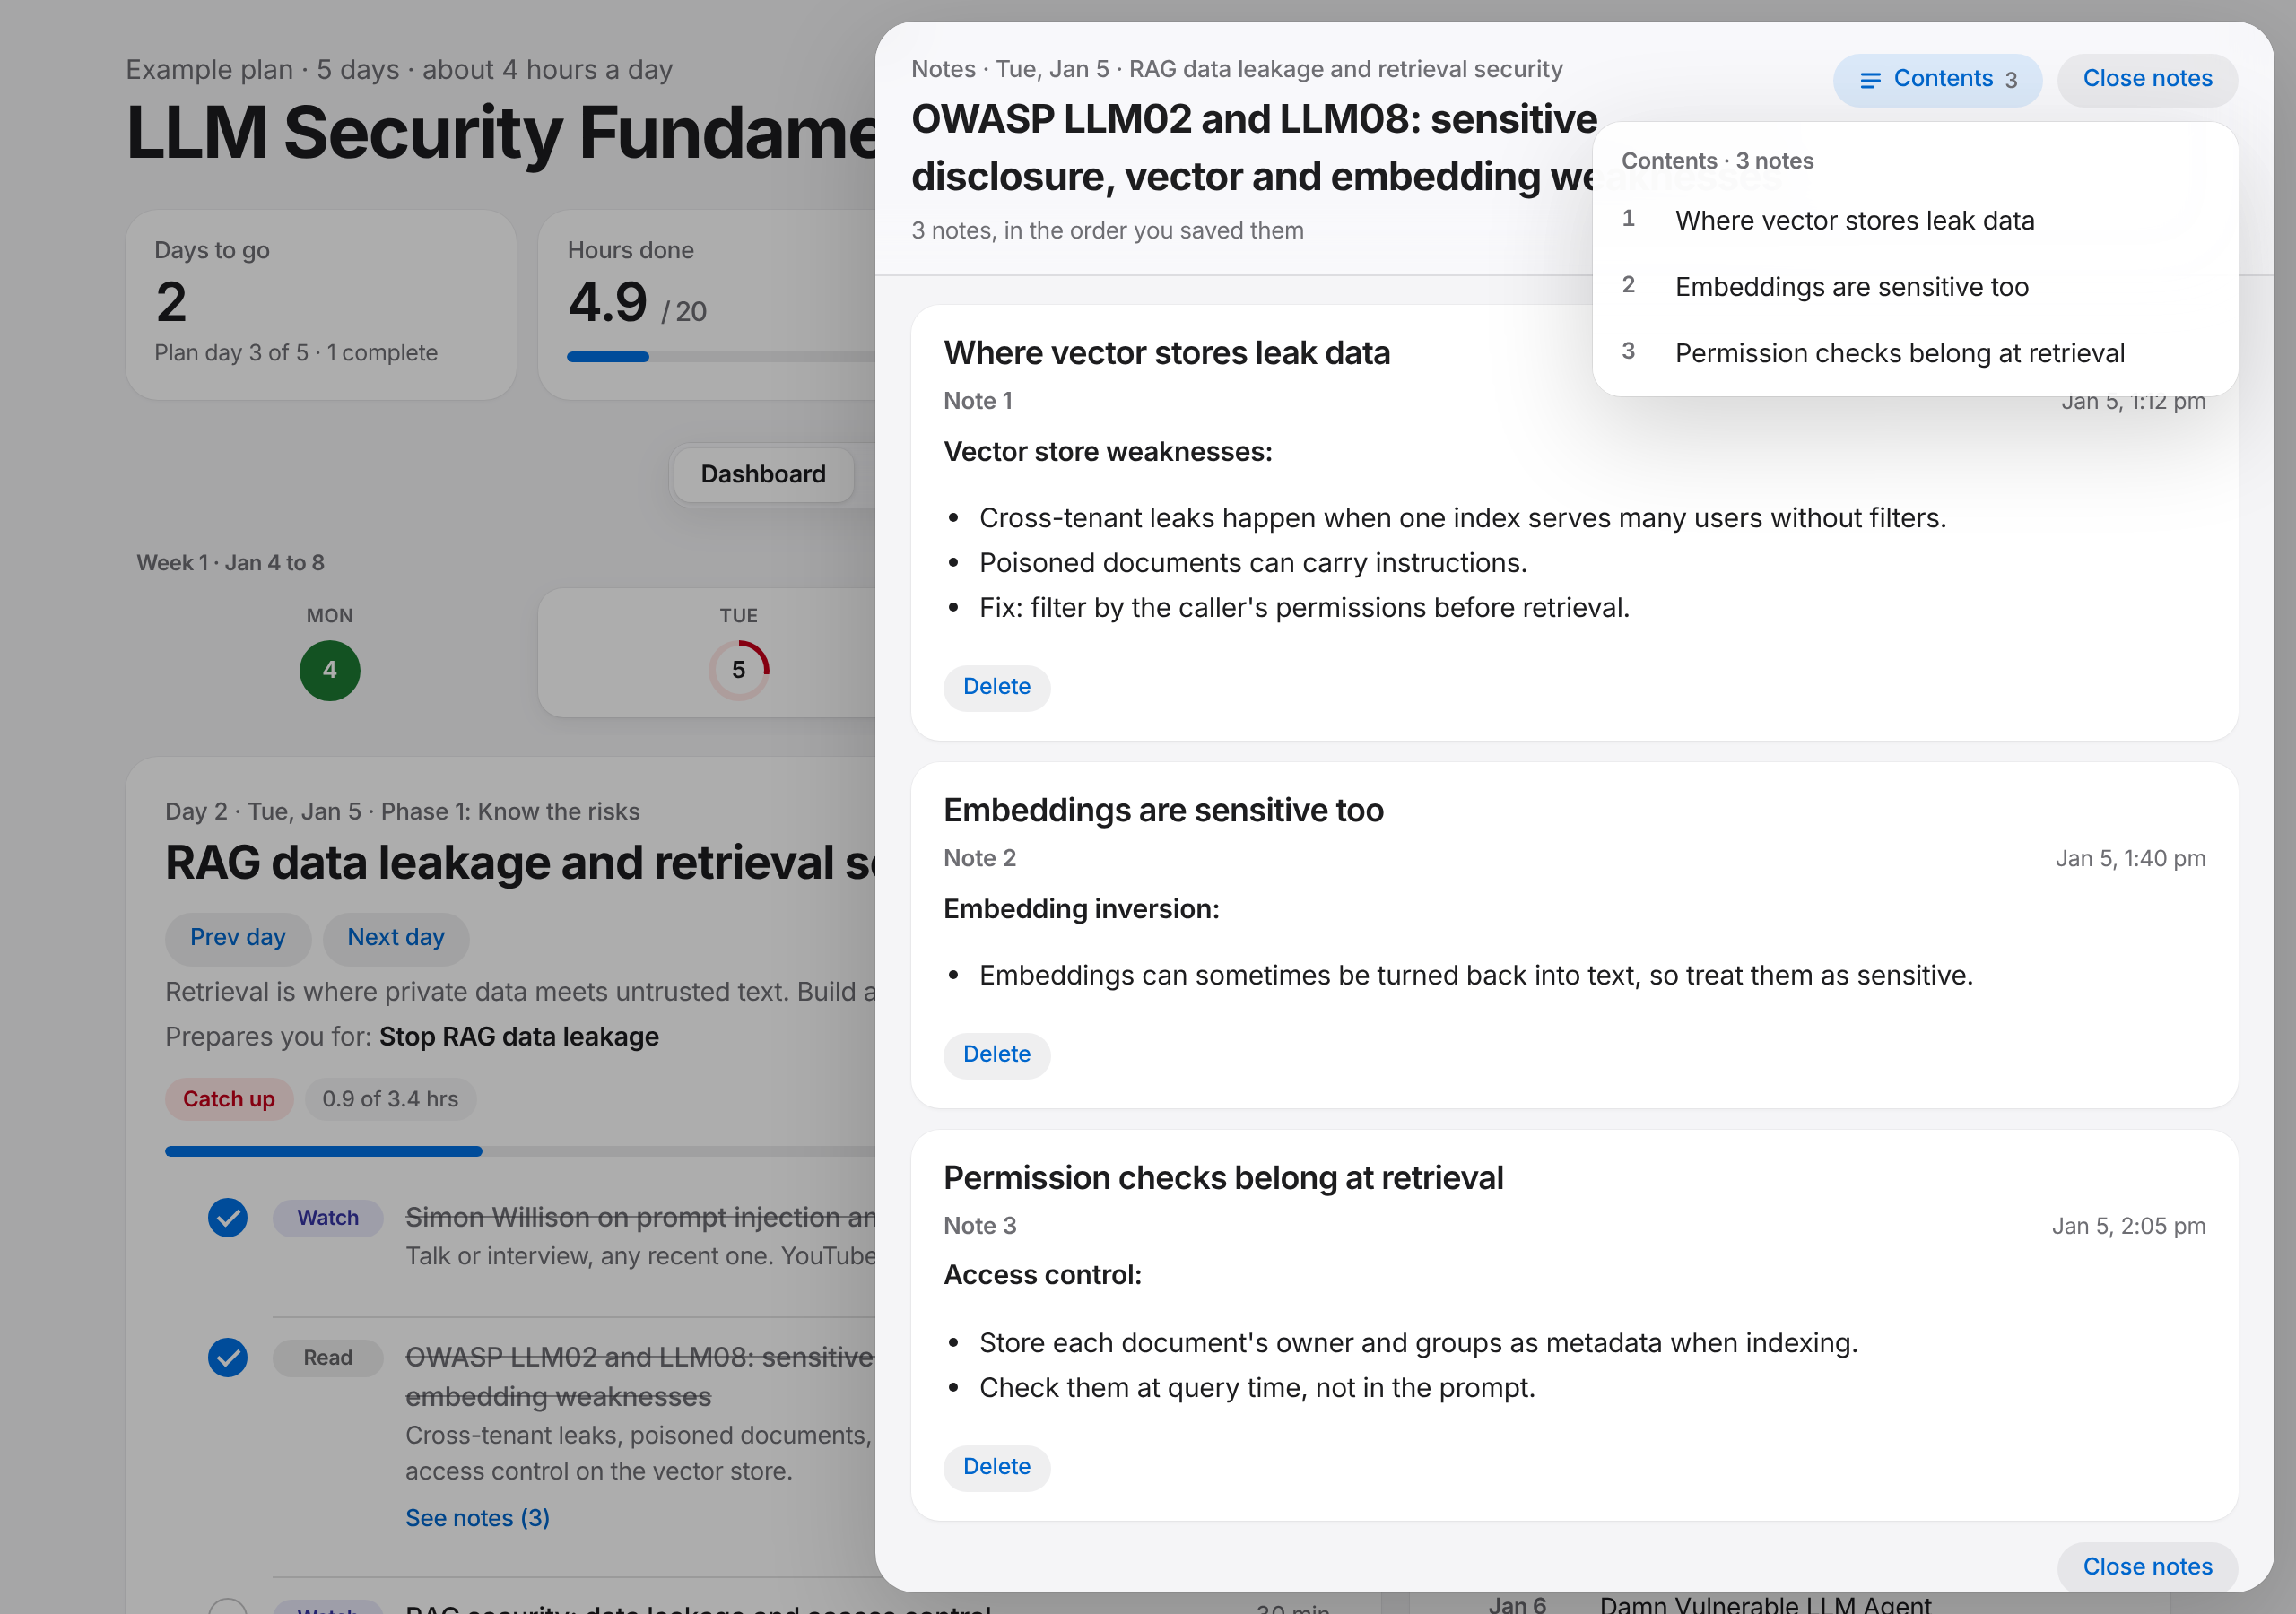 Example plan · 5 days · about 4 hours a day
LLM Security Fundame
Days to go
2
Plan day 3 of 5 · 1 complete
Hours done
4.9 / 20
Dashboard
Week 1 · Jan 4 to 8
MON
4
TUE
5
Day 2 · Tue, Jan 5 · Phase 1: Know the risks
RAG data leakage and retrieval se
Prev day
Next day
Retrieval is where private data meets untrusted text. Build a
Prepares you for: Stop RAG data leakage
Catch up
0.9 of 3.4 hrs
Watch
Simon Willison on prompt injection an
Talk or interview, any recent one. YouTube
Read
OWASP LLM02 and LLM08: sensitive
embedding weaknesses
Cross-tenant leaks, poisoned documents,
access control on the vector store.
See notes (3)
Watch
RAG security: data leakage and access control
30 min
Jan 6
Damn Vulnerable LLM Agent
Notes · Tue, Jan 5 · RAG data leakage and retrieval security
OWASP LLM02 and LLM08: sensitive
disclosure, vector and embedding weaknesses
3 notes, in the order you saved them
Contents 3
Close notes
Contents · 3 notes
1 Where vector stores leak data
2 Embeddings are sensitive too
3 Permission checks belong at retrieval
Where vector stores leak data
Note 1
Jan 5, 1:12 pm
Vector store weaknesses:
• Cross-tenant leaks happen when one index serves many users without filters.
• Poisoned documents can carry instructions.
• Fix: filter by the caller's permissions before retrieval.
Delete
Embeddings are sensitive too
Note 2
Jan 5, 1:40 pm
Embedding inversion:
• Embeddings can sometimes be turned back into text, so treat them as sensitive.
Delete
Permission checks belong at retrieval
Note 3
Jan 5, 2:05 pm
Access control:
• Store each document's owner and groups as metadata when indexing.
• Check them at query time, not in the prompt.
Delete
Close notes